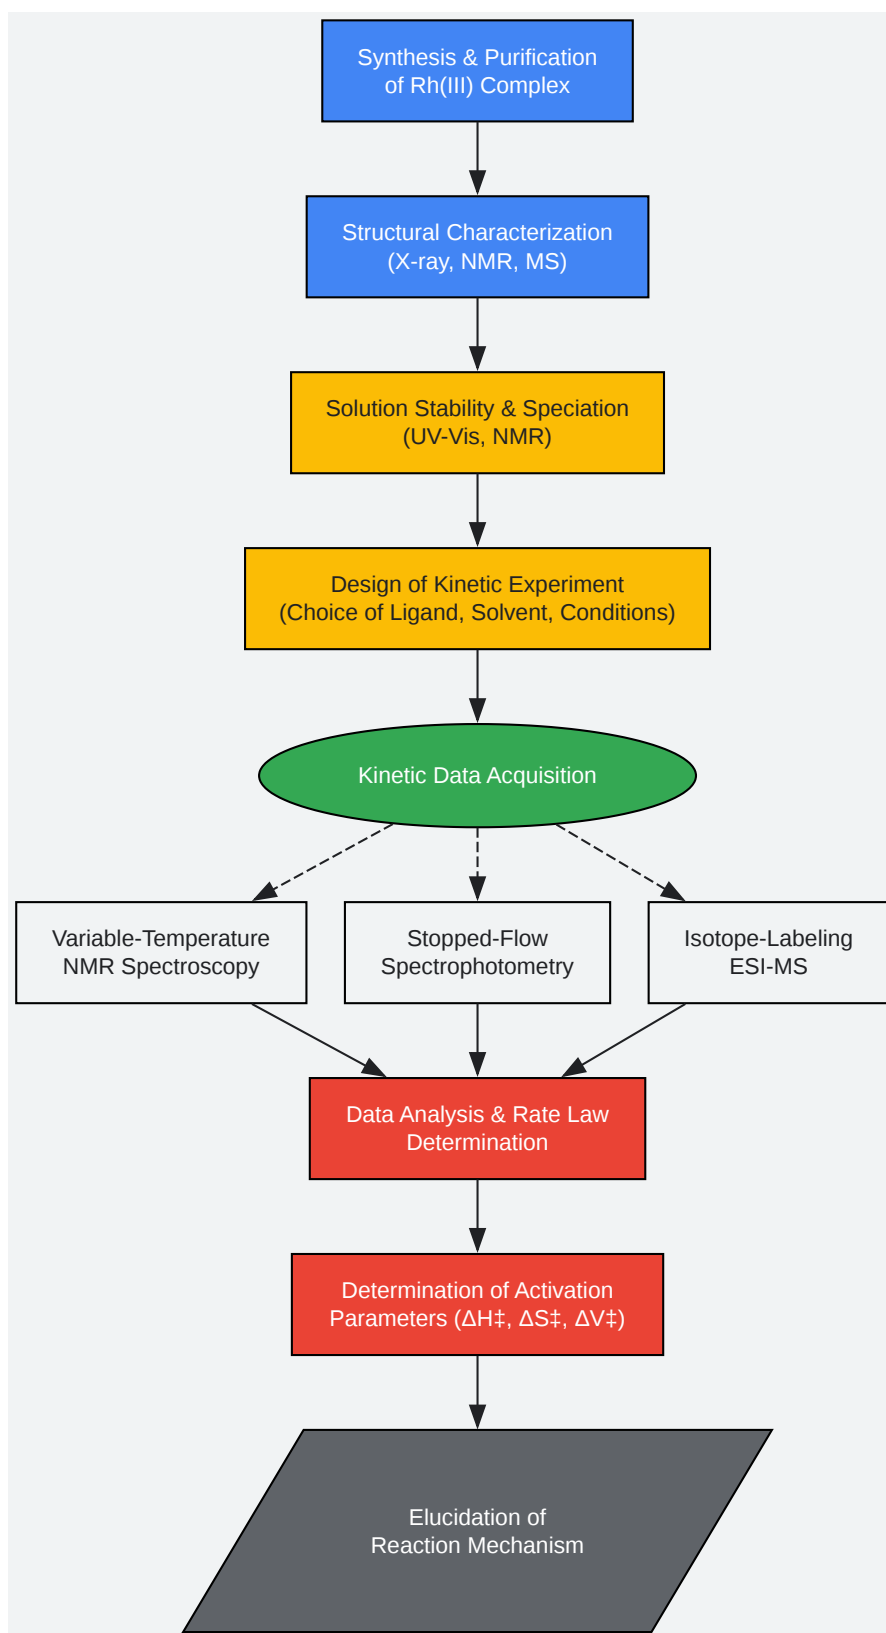 Synthesis & Purification
of Rh(III) Complex
Structural Characterization
(X-ray, NMR, MS)
Solution Stability & Speciation
(UV-Vis, NMR)
Design of Kinetic Experiment
(Choice of Ligand, Solvent, Conditions)
Kinetic Data Acquisition
Variable-Temperature
NMR Spectroscopy
Stopped-Flow
Spectrophotometry
Isotope-Labeling
ESI-MS
Data Analysis & Rate Law
Determination
Determination of Activation
Parameters (ΔH‡, ΔS‡, ΔV‡)
Elucidation of
Reaction Mechanism